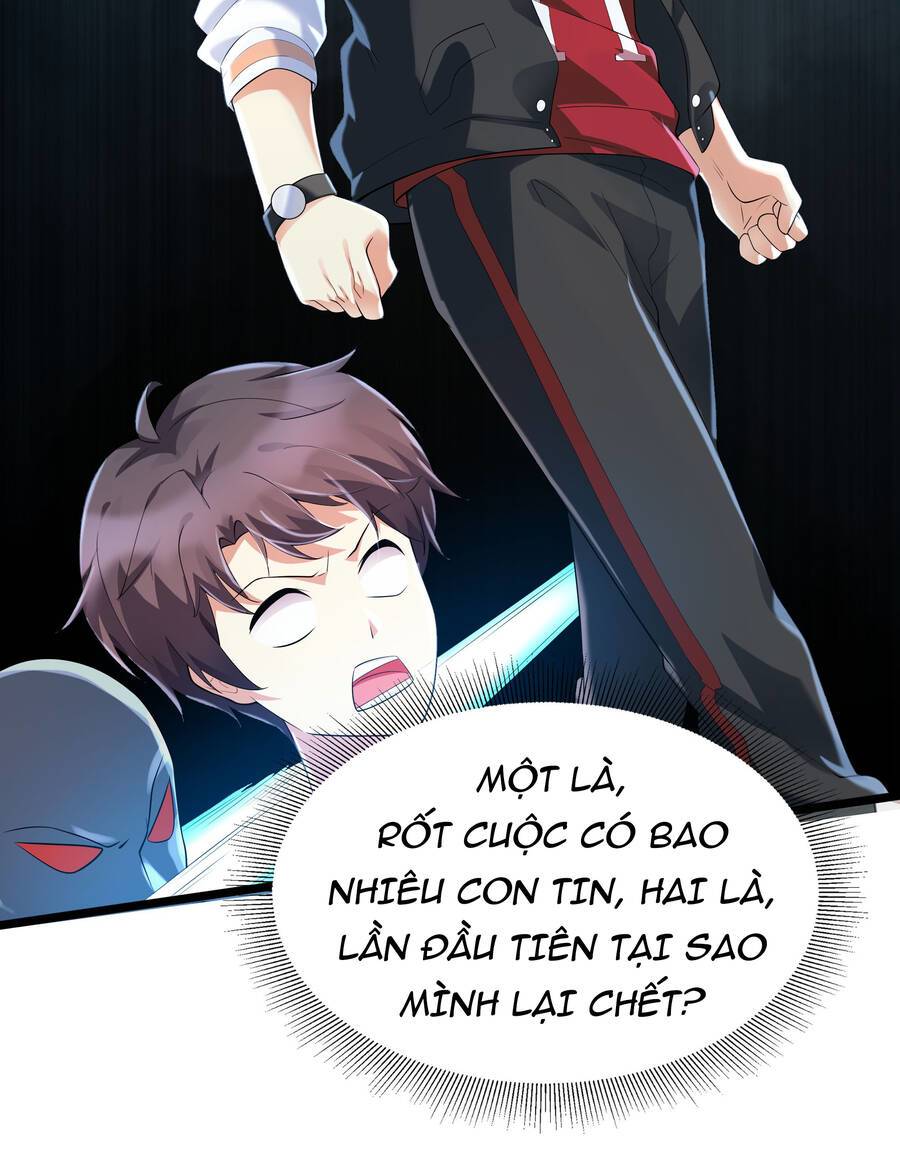 MỘT LÀ,
RỐT CUỘC CÓ BAO
NHIÊU CON TIN, HAI LÀ,
LẦN ĐẦU TIÊN TẠI SAO
MÌNH LẠI CHẾT?